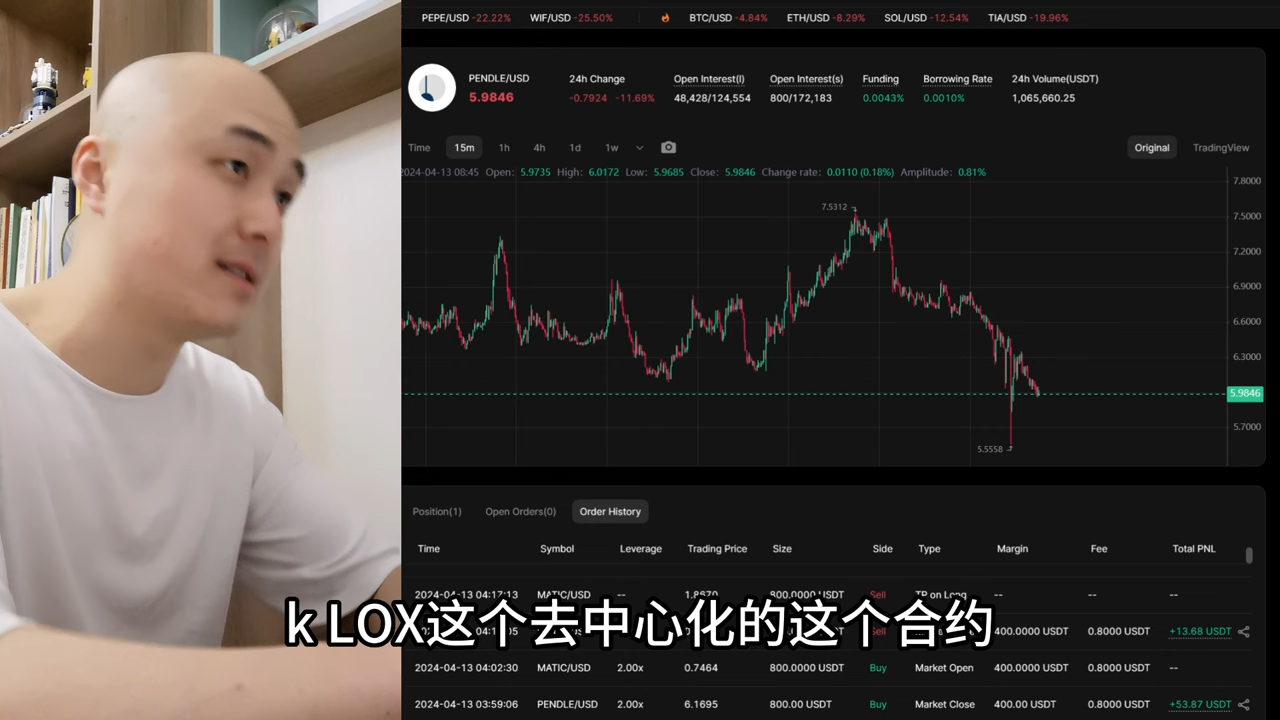 PEPE/USD -22.22% WIF/USD -25.50% BTC/USD -4.84% ETH/USD -8.29% SOL/USD -12.54% TIA/USD -19.96%
PENDLE/USD 24h Change Open Interest(l) Open Interest(s) Funding Borrowing Rate 24h Volume(USDT)
5.9846 -0.7924 -11.69% 48,428/124,554 800/172,183 0.0043% 0.0010% 1,065,660.25
Time 15m 1h 4h 1d 1w Original TradingView
2024-04-13 08:45 Open: 5.9735 High: 6.0172 Low: 5.9685 Close: 5.9846 Change rate: 0.0110 (0.18%) Amplitude: 0.81%
7.8000
7.5312
7.5000
7.2000
6.9000
6.6000
6.3000
5.9846
5.7000
5.5558
Position(1) Open Orders(0) Order History
Time Symbol Leverage Trading Price Size Side Type Margin Fee Total PNL
2024-04-13 04:17:13 MATIC/USD -- 800.0000 USDT Sell TP on Long -- -- --
k LOX这个去中心化的这个合约
400.0000 USDT 0.8000 USDT +13.68 USDT
2024-04-13 04:02:30 MATIC/USD 2.00x 0.7464 800.0000 USDT Buy Market Open 400.0000 USDT 0.8000 USDT --
2024-04-13 03:59:06 PENDLE/USD 2.00x 6.1695 800.00 USDT Buy Market Close 400.00 USDT 0.8000 USDT +53.87 USDT